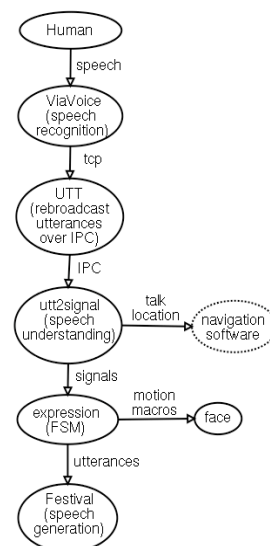 Human
speech
ViaVoice
(speech
recognition)
tcp
UTT
(rebroadcast
utterances
over IPC)
IPC
utt2signal
(speech
understanding)
talk
location
navigation
software
signals
expression
(FSM)
motion
macros
face
utterances
Festival
(speech
generation)